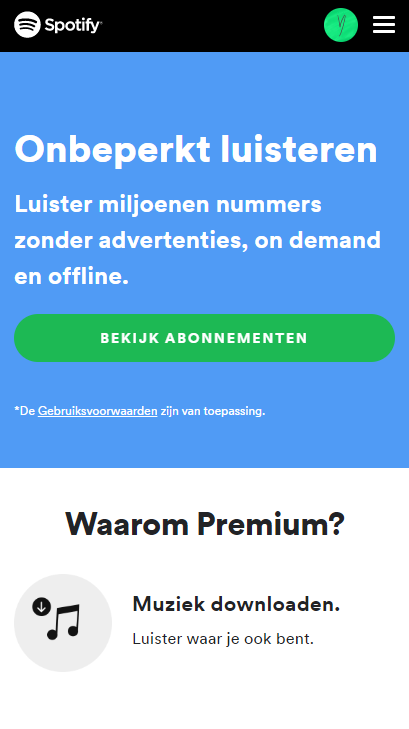 Spotify®
Onbeperkt luisteren
Luister miljoenen nummers
zonder advertenties, on demand
en offline.
BEKIJK ABONNEMENTEN
*De Gebruiksvoorwaarden zijn van toepassing.
Waarom Premium?
Muziek downloaden.
Luister waar je ook bent.